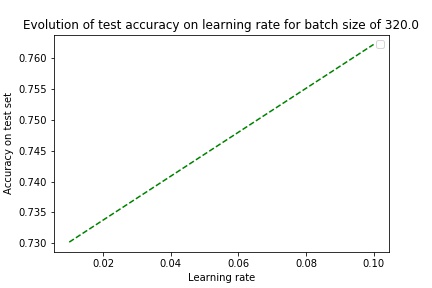 Evolution of test accuracy on learning rate for batch size of 320.0
0.760
0.755
0.750
0.745
0.740
0.735
0.730
Accuracy on test set
0.02 0.04 0.06 0.08 0.10
Learning rate